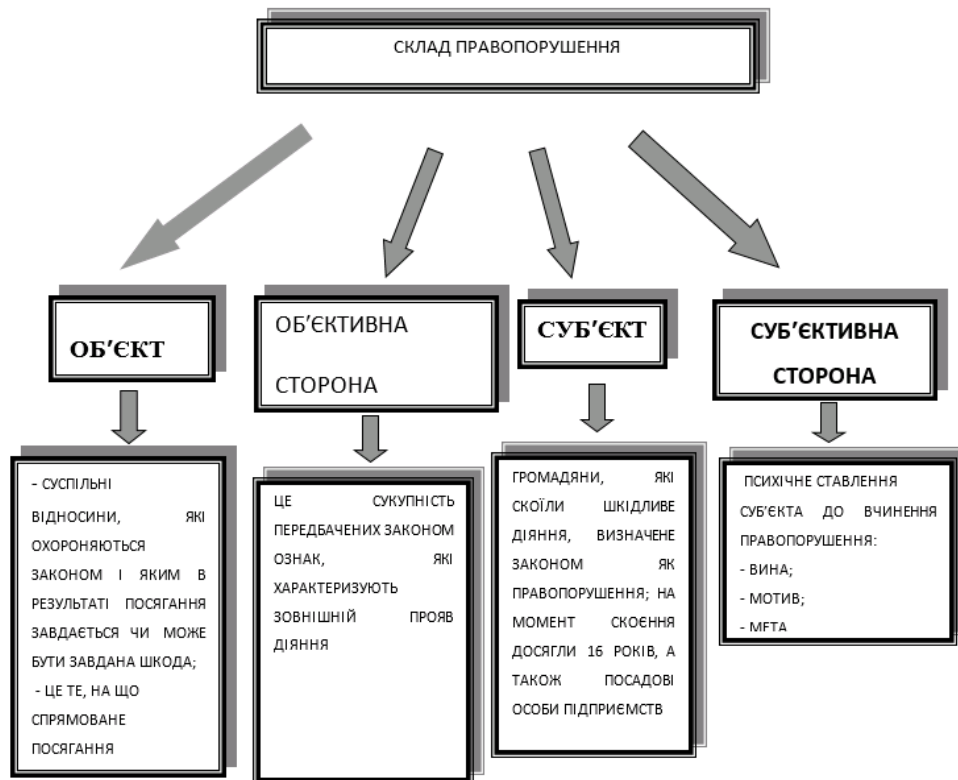 СКЛАД ПРАВОПОРУШЕННЯ
ОБ’ЄКТ
- СУСПІЛЬНІ
ВІДНОСИНИ, ЯКІ
ОХОРОНЯЮТЬСЯ
ЗАКОНОМ І ЯКИМ В
РЕЗУЛЬТАТІ ПОСЯГАННЯ
ЗАВДАЄТЬСЯ ЧИ МОЖЕ
БУТИ ЗАВДАНА ШКОДА;
- ЦЕ ТЕ, НА ЩО
СПРЯМОВАНЕ
ПОСЯГАННЯ
ОБ’ЄКТИВНА
СТОРОНА
ЦЕ СУКУПНІСТЬ
ПЕРЕДБАЧЕНИХ ЗАКОНОМ
ОЗНАК, ЯКІ
ХАРАКТЕРИЗУЮТЬ
ЗОВНІШНІЙ ПРОЯВ
ДІЯННЯ
СУБ’ЄКТ
ГРОМАДЯНИ, ЯКІ
СКОЇЛИ ШКІДЛИВЕ
ДІЯННЯ, ВИЗНАЧЕНЕ
ЗАКОНОМ ЯК
ПРАВОПОРУШЕННЯ; НА
МОМЕНТ СКОЄННЯ
ДОСЯГЛИ 16 РОКІВ, А
ТАКОЖ ПОСАДОВІ
ОСОБИ ПІДПРИЄМСТВ
СУБ’ЄКТИВНА
СТОРОНА
ПСИХІЧНЕ СТАВЛЕННЯ
СУБ’ЄКТА ДО ВЧИНЕННЯ
ПРАВОПОРУШЕННЯ:
- ВИНА;
- МОТИВ;
- МЕТА